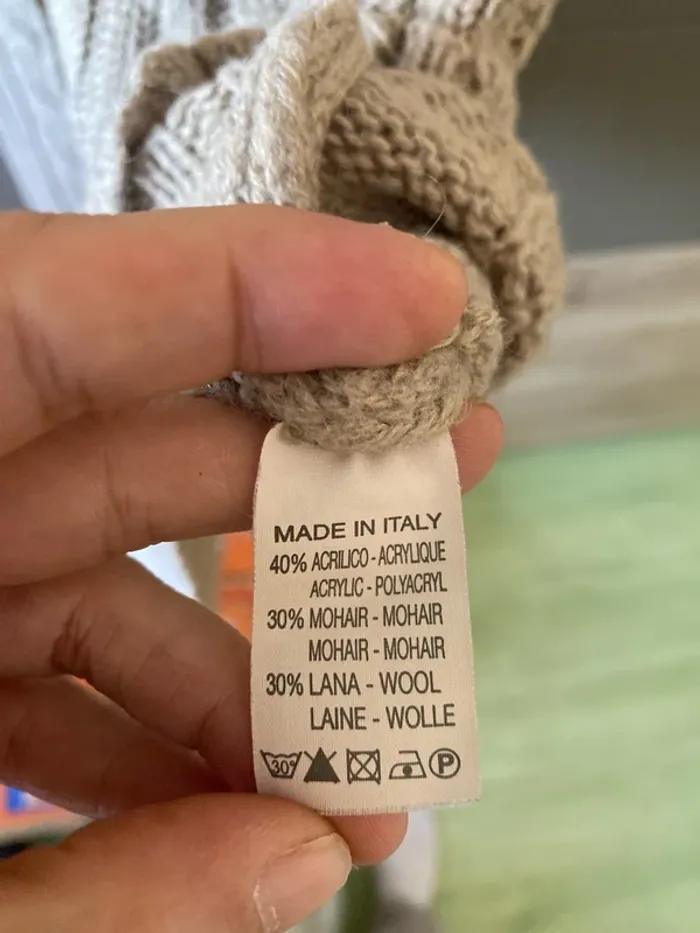 MADE IN ITALY
40% ACRILICO - ACRYLIQUE
ACRYLIC - POLYACRYL
30% MOHAIR - MOHAIR
MOHAIR - MOHAIR
30% LANA - WOOL
LAINE - WOLLE
30° P